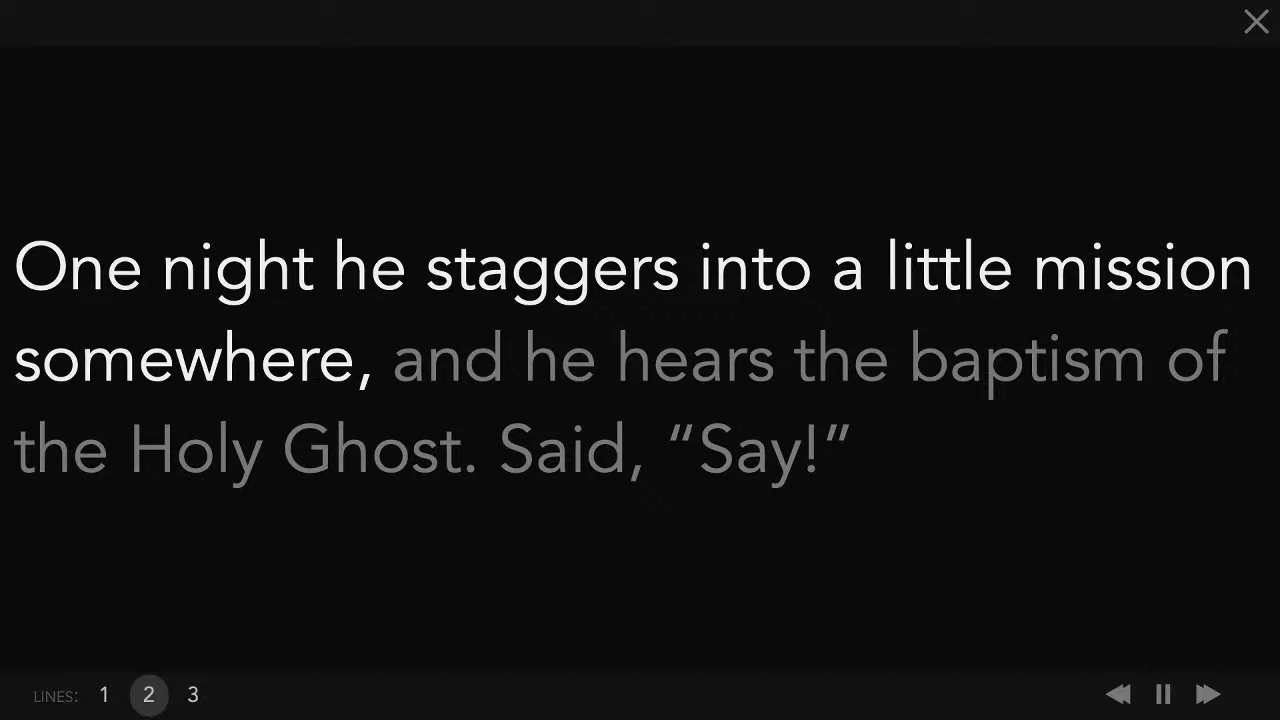 One night he staggers into a little mission
somewhere, and he hears the baptism of
the Holy Ghost. Said, “Say!”
LINES: 1 2 3